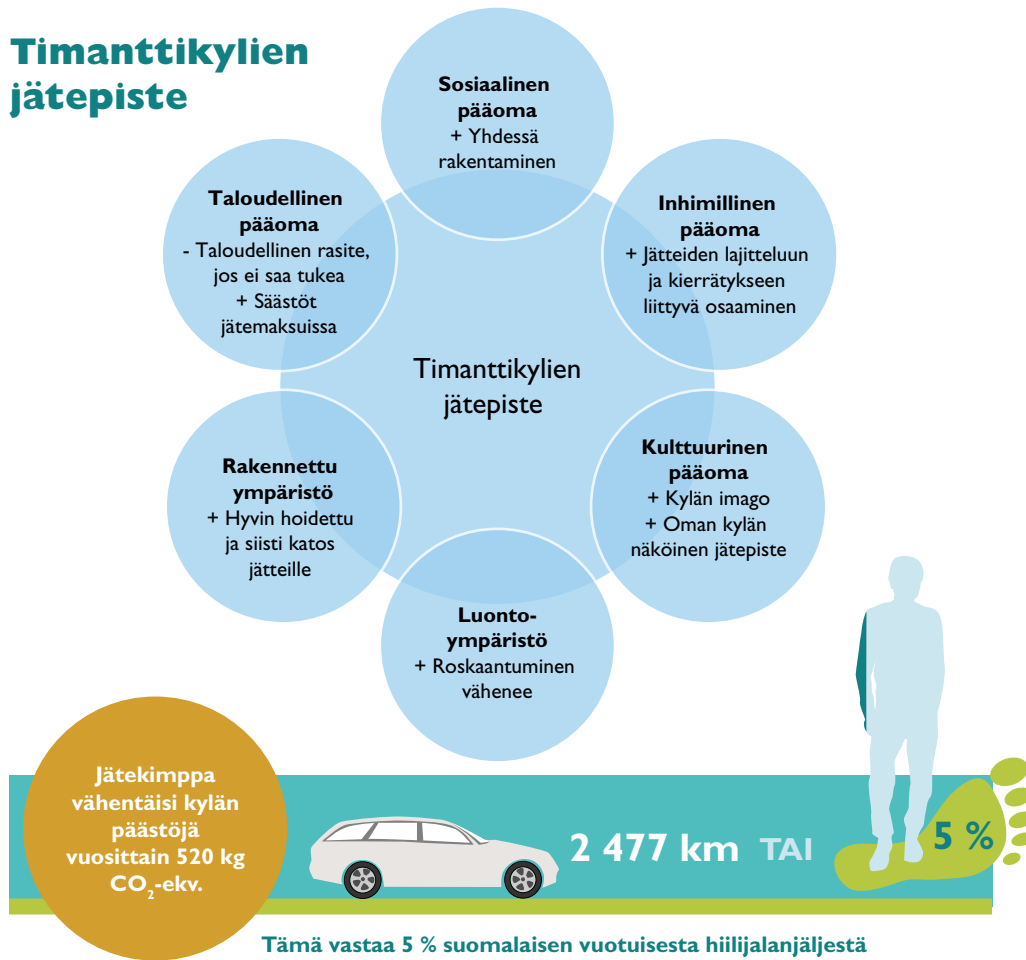 Timanttikylien
jätepiste
Sosiaalinen
pääoma
+ Yhdessä
rakentaminen
Taloudellinen
pääoma
- Taloudellinen rasite,
jos ei saa tukea
+ Säästöt
jätemaksuissa
Inhimillinen
pääoma
+ Jätteiden lajitteluun
ja kierrätykseen
liittyvä osaaminen
Timanttikylien
jätepiste
Rakennettu
ympäristö
+ Hyvin hoidettu
ja siisti katos
jätteille
Kulttuurinen
pääoma
+ Kylän imago
+ Oman kylän
näköinen jätepiste
Luonto-
ympäristö
+ Roskaantuminen
vähenee
Jätekimppa
vähentäisi kylän
päästöjä
vuosittain 520 kg
CO₂-ekv.
2 477 km TAI
5 %
Tämä vastaa 5 % suomalaisen vuotuisesta hiilijalanjäljestä